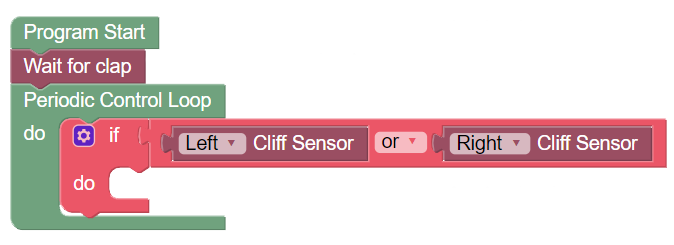 Program Start
Wait for clap
Periodic Control Loop
do if Left Cliff Sensor or Right Cliff Sensor
do